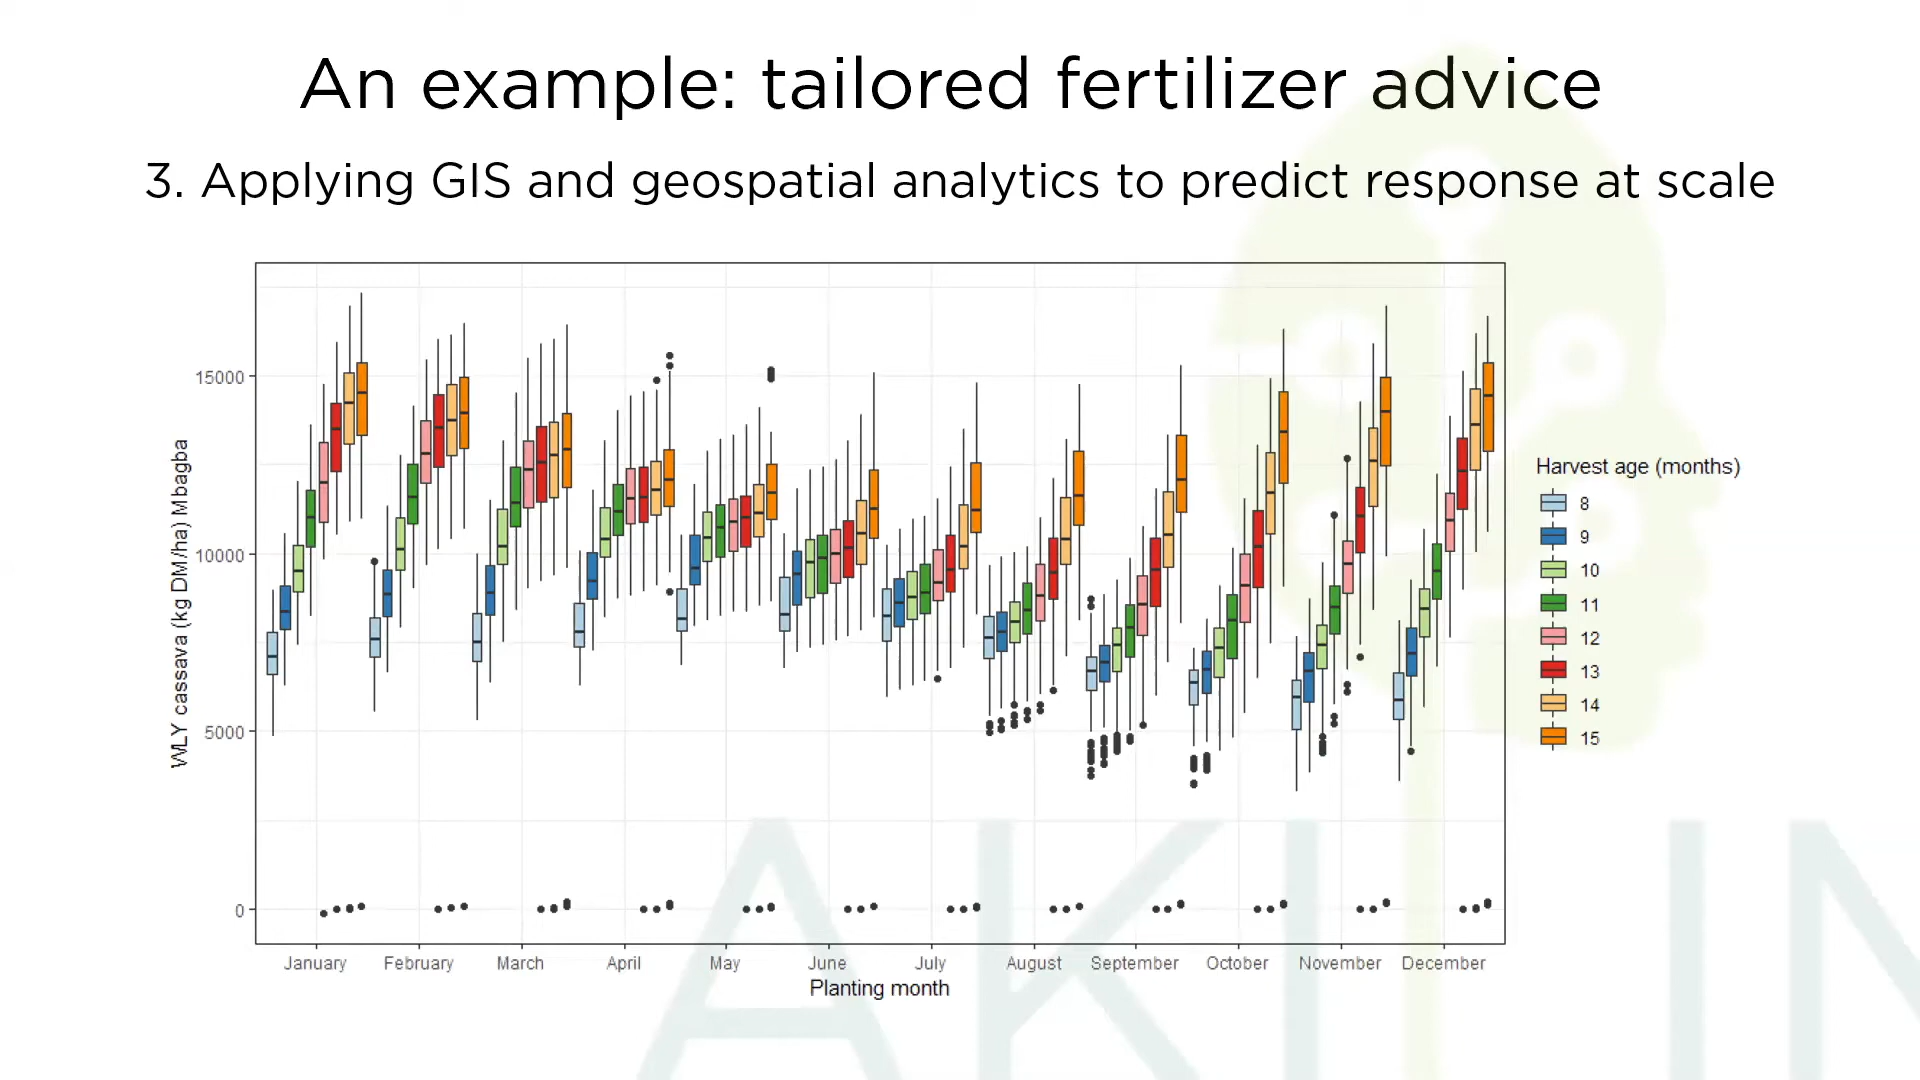 An example: tailored fertilizer advice
3. Applying GIS and geospatial analytics to predict response at scale
WLY cassava (kg DM/ha) Mbagba
15000
10000
5000
0
January February March April May June July August September October November December
Planting month
Harvest age (months)
8
9
10
11
12
13
14
15
AKI IN